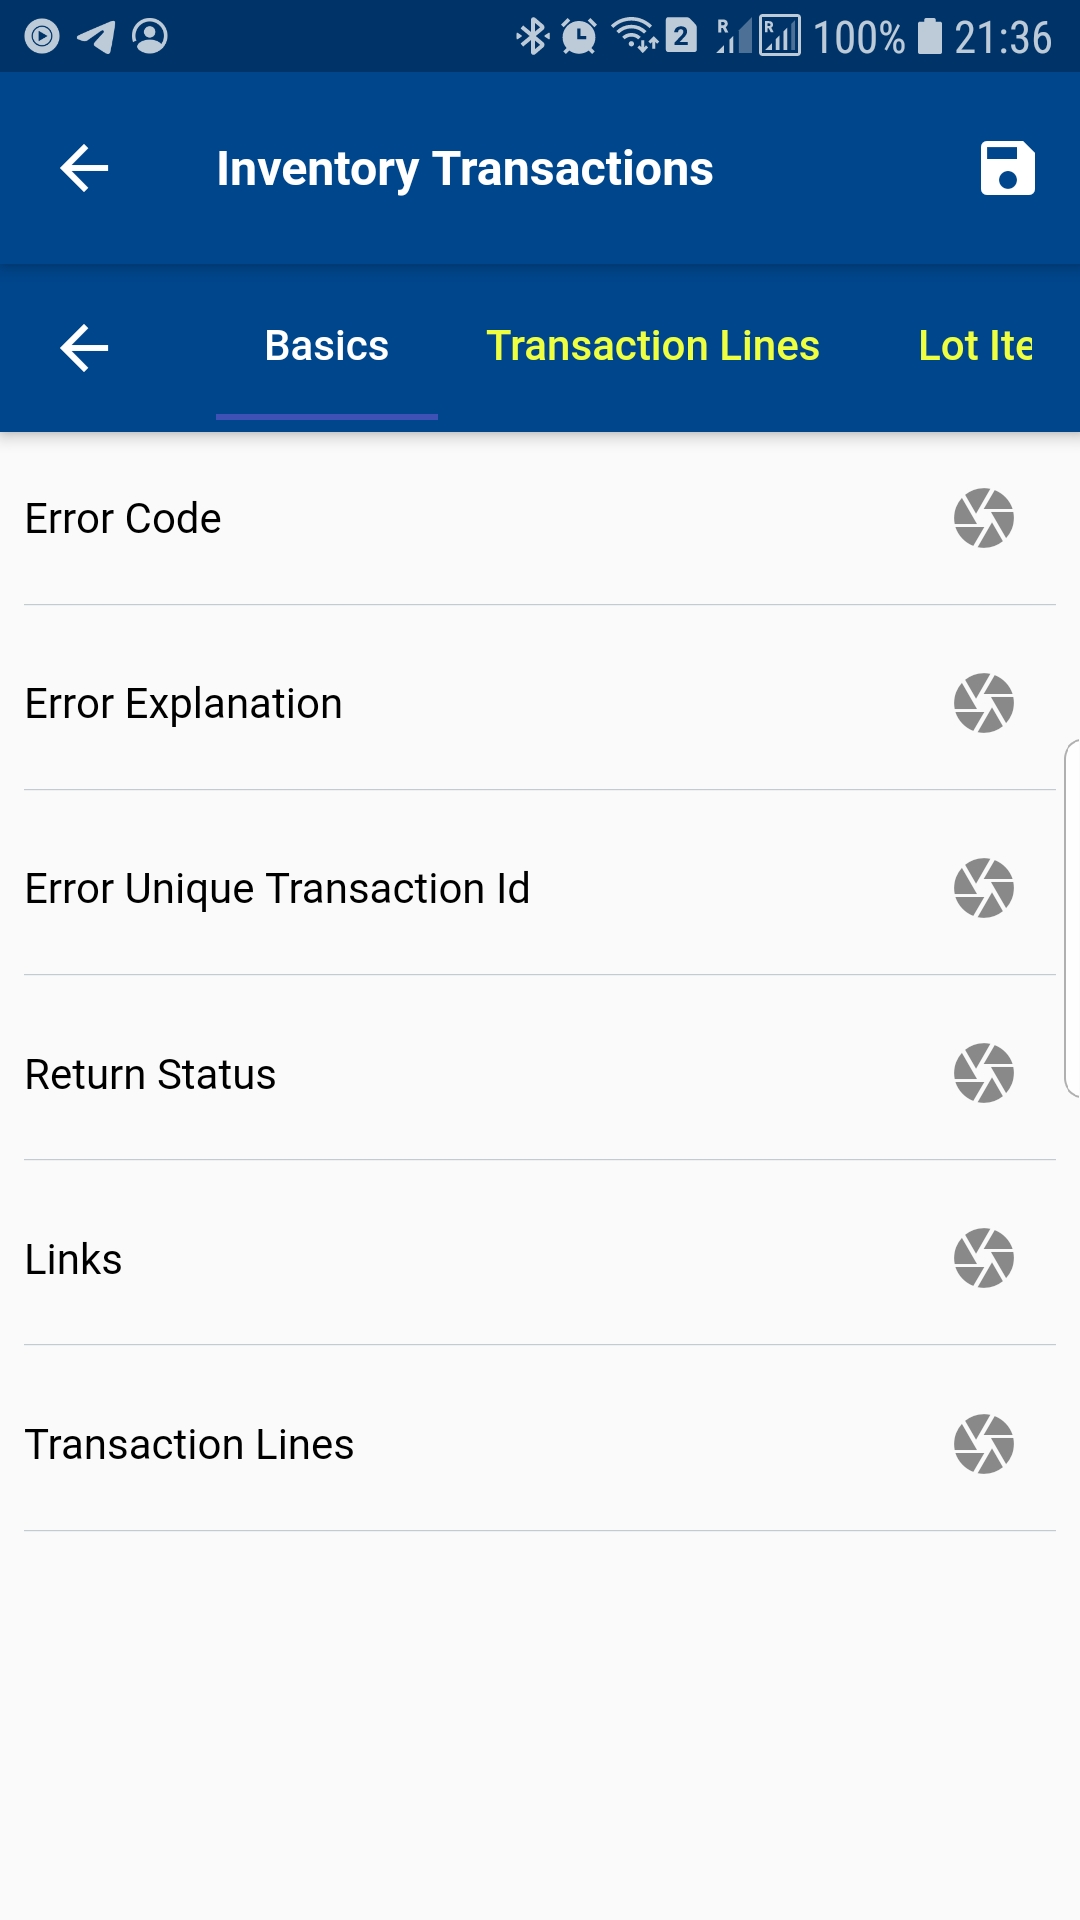 2 R R 100% 21:36
Inventory Transactions
Basics Transaction Lines Lot Ite
Error Code
Error Explanation
Error Unique Transaction Id
Return Status
Links
Transaction Lines